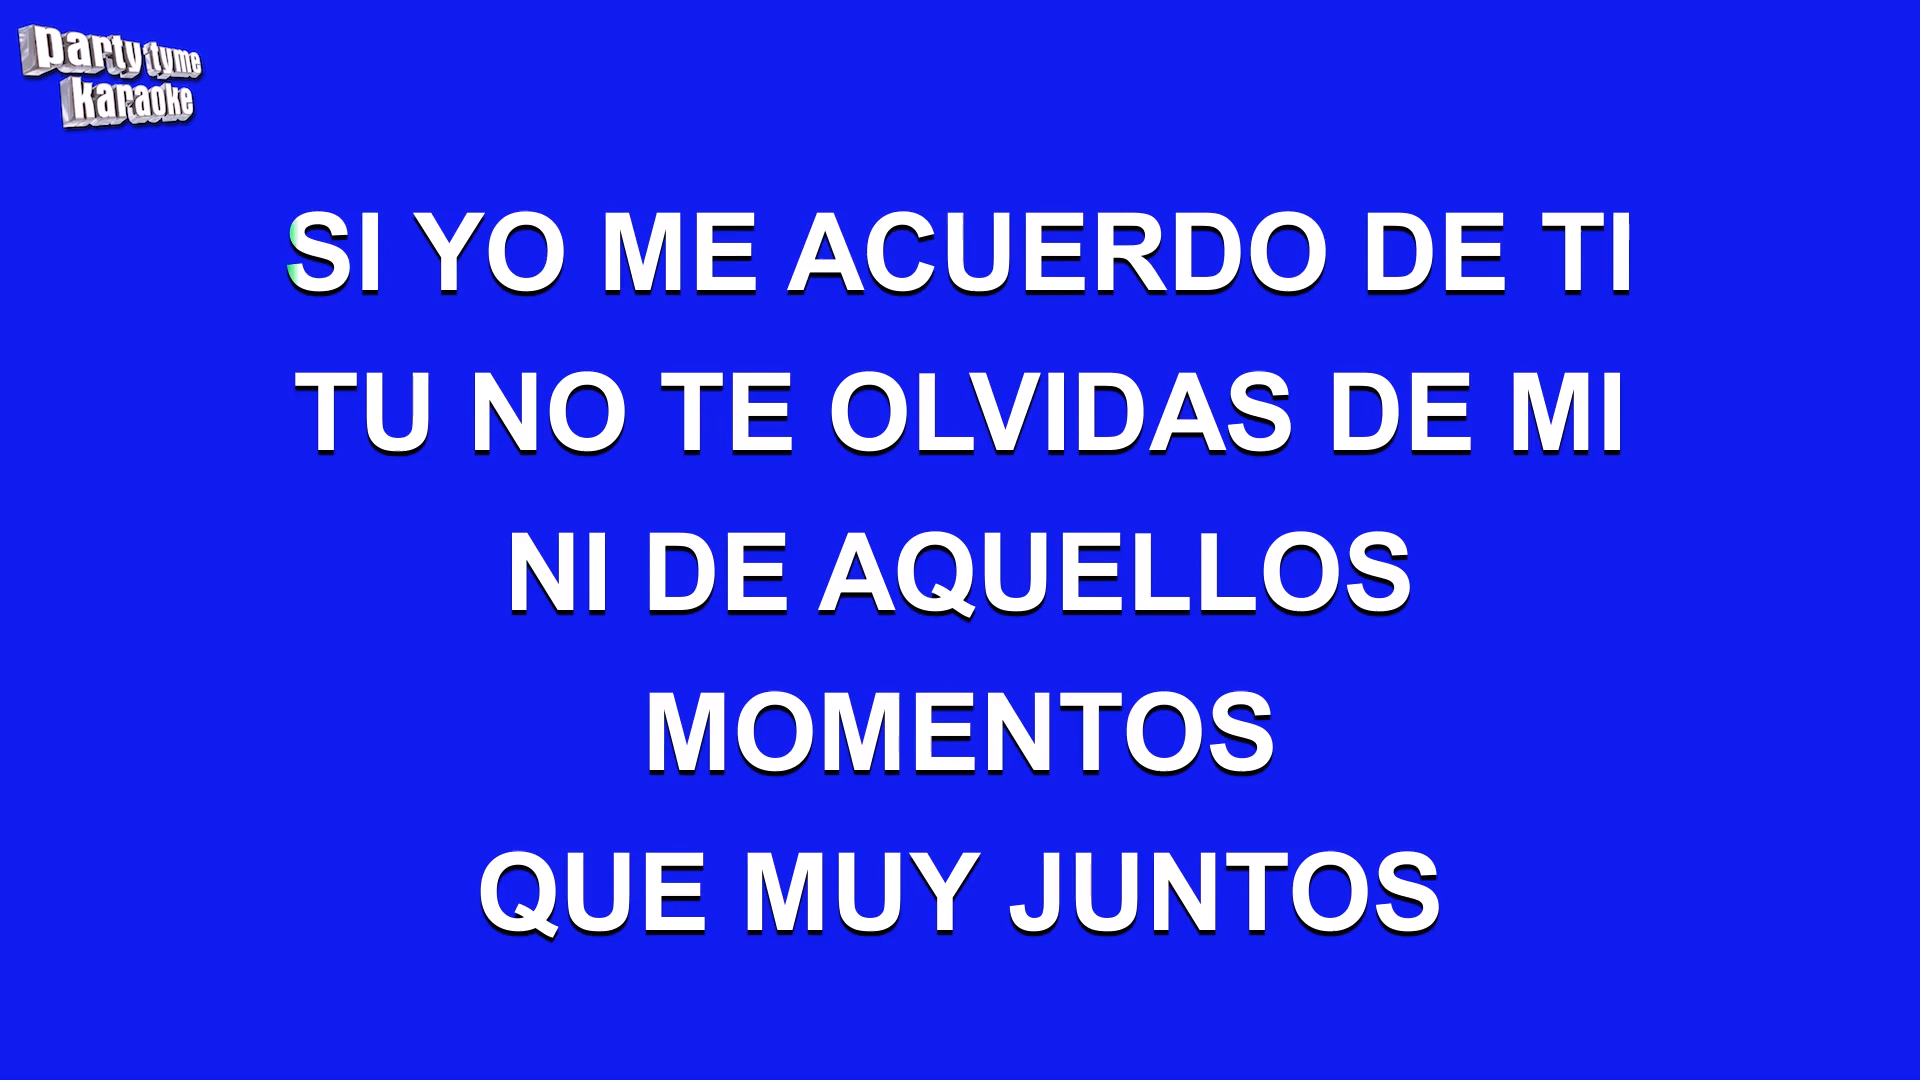 party tyme
karaoke
SI YO ME ACUERDO DE TI
TU NO TE OLVIDAS DE MI
NI DE AQUELLOS
MOMENTOS
QUE MUY JUNTOS